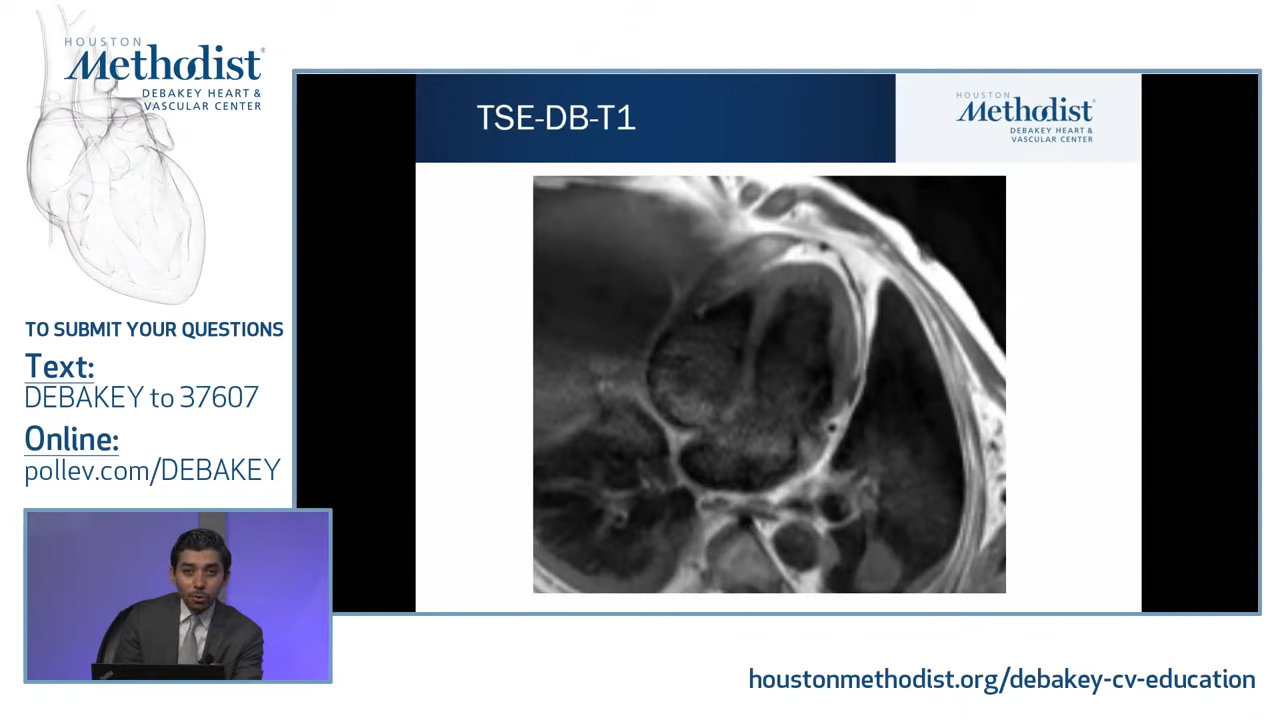 HOUSTON
Methodist®
DEBAKEY HEART &
VASCULAR CENTER
TO SUBMIT YOUR QUESTIONS
Text:
DEBAKEY to 37607
Online:
pollev.com/DEBAKEY
TSE-DB-T1
HOUSTON
Methodist®
DEBAKEY HEART &
VASCULAR CENTER
houstonmethodist.org/debakey-cv-education